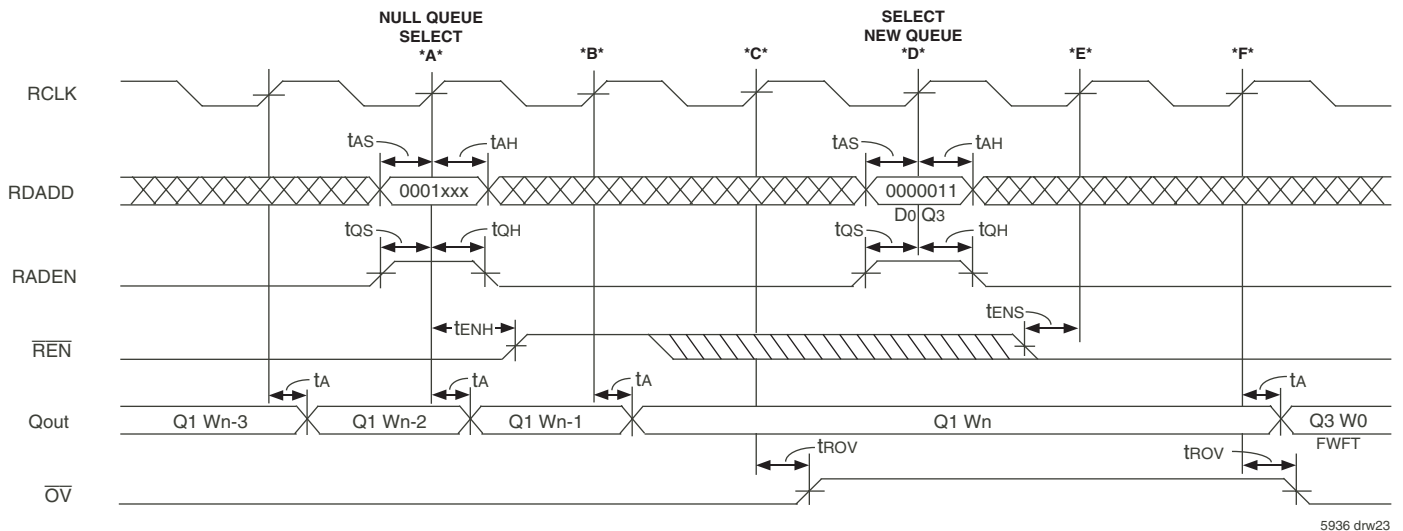 NULL QUEUE
SELECT
*A*
*B*
*C*
SELECT
NEW QUEUE
*D*
*E*
*F*
RCLK
tAS
tAH
tAS
tAH
RDADD
0001xxx
0000011
D0 Q3
tQS
tQH
tQS
tQH
RADEN
tENH
tENS
REN
tA
tA
tA
tA
Qout
Q1 Wn-3
Q1 Wn-2
Q1 Wn-1
Q1 Wn
Q3 W0
FWFT
tROV
tROV
OV
5936 drw23